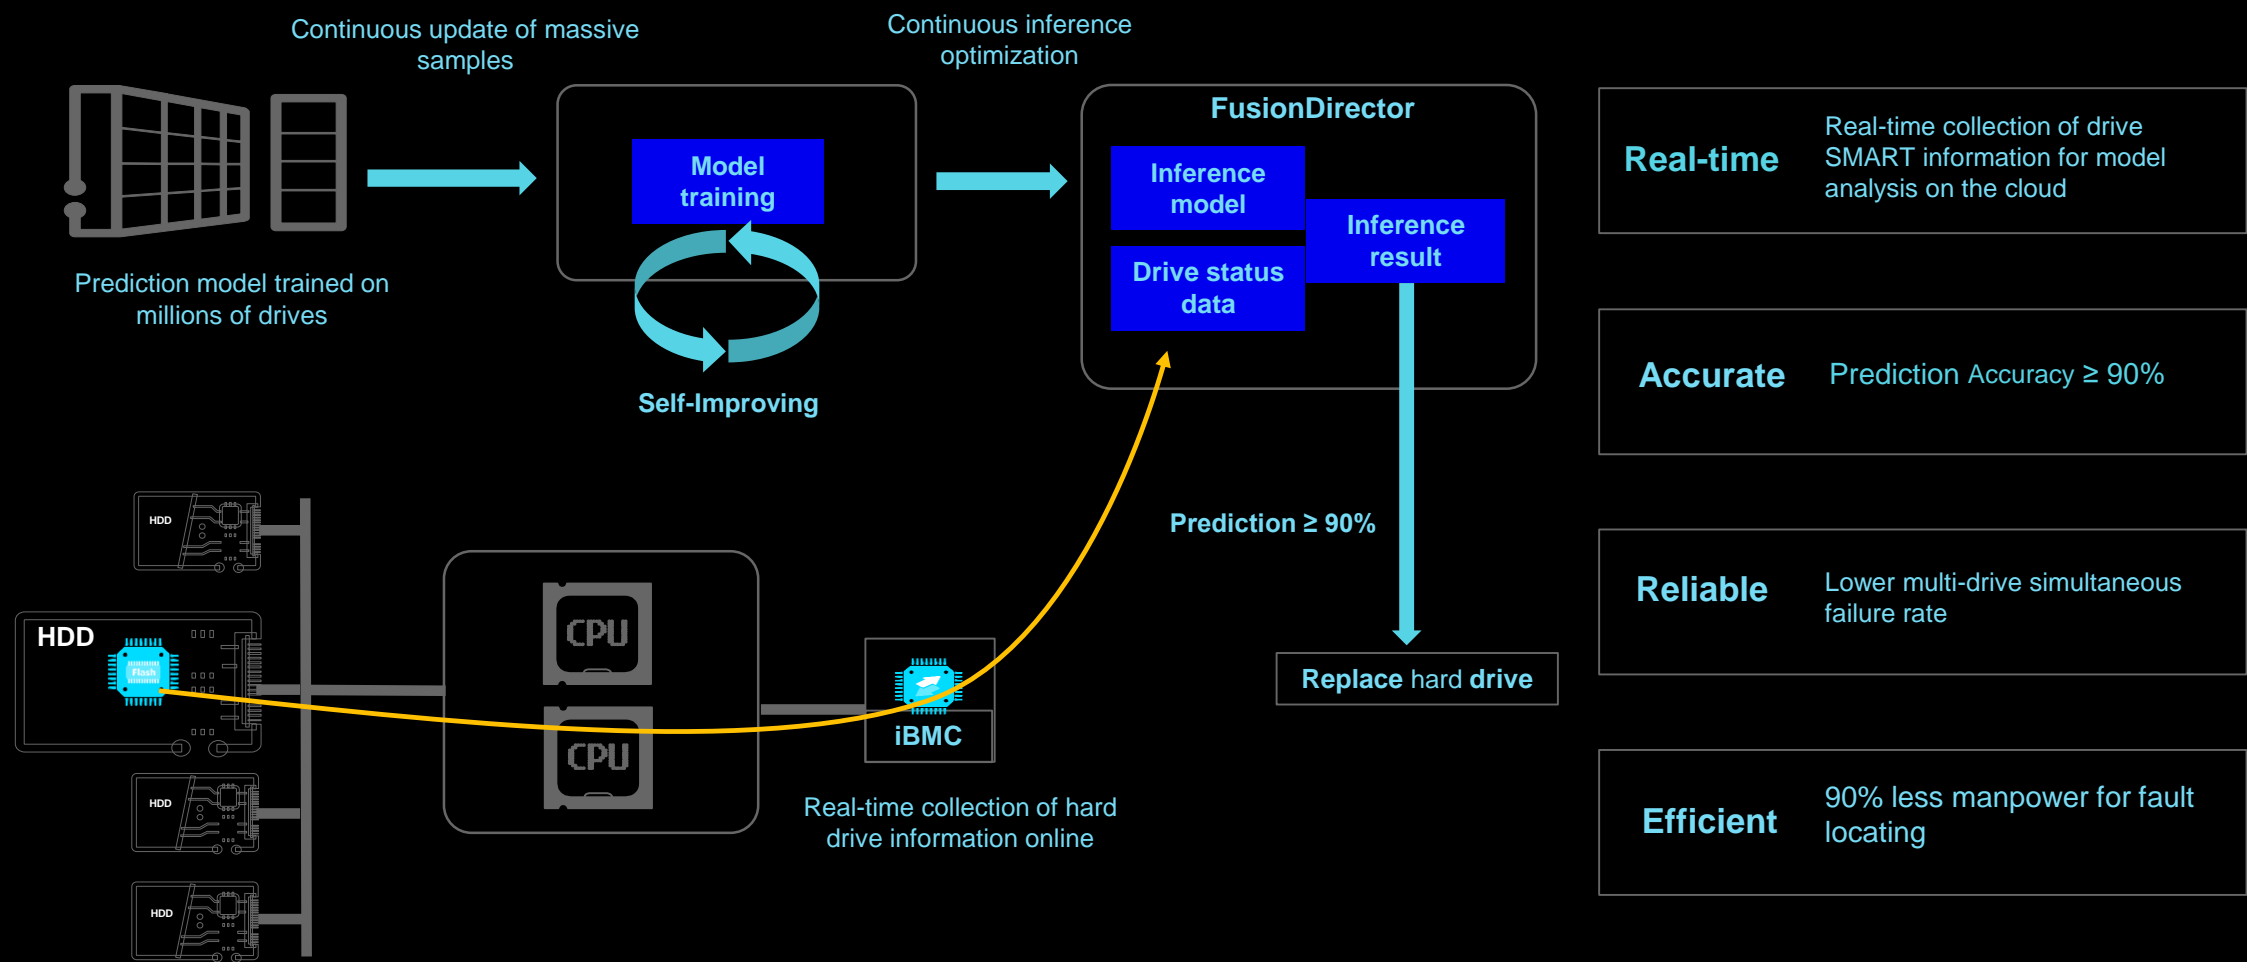 Continuous update of massive
samples
Continuous inference
optimization
Prediction model trained on
millions of drives
Model
training
Self-Improving
FusionDirector
Inference
model
Inference
result
Drive status
data
Prediction ≥ 90%
Replace hard drive
HDD
HDD
Flash
HDD
HDD
CPU
CPU
iBMC
Real-time collection of hard
drive information online
Real-time
Real-time collection of drive
SMART information for model
analysis on the cloud
Accurate
Prediction Accuracy ≥ 90%
Reliable
Lower multi-drive simultaneous
failure rate
Efficient
90% less manpower for fault
locating